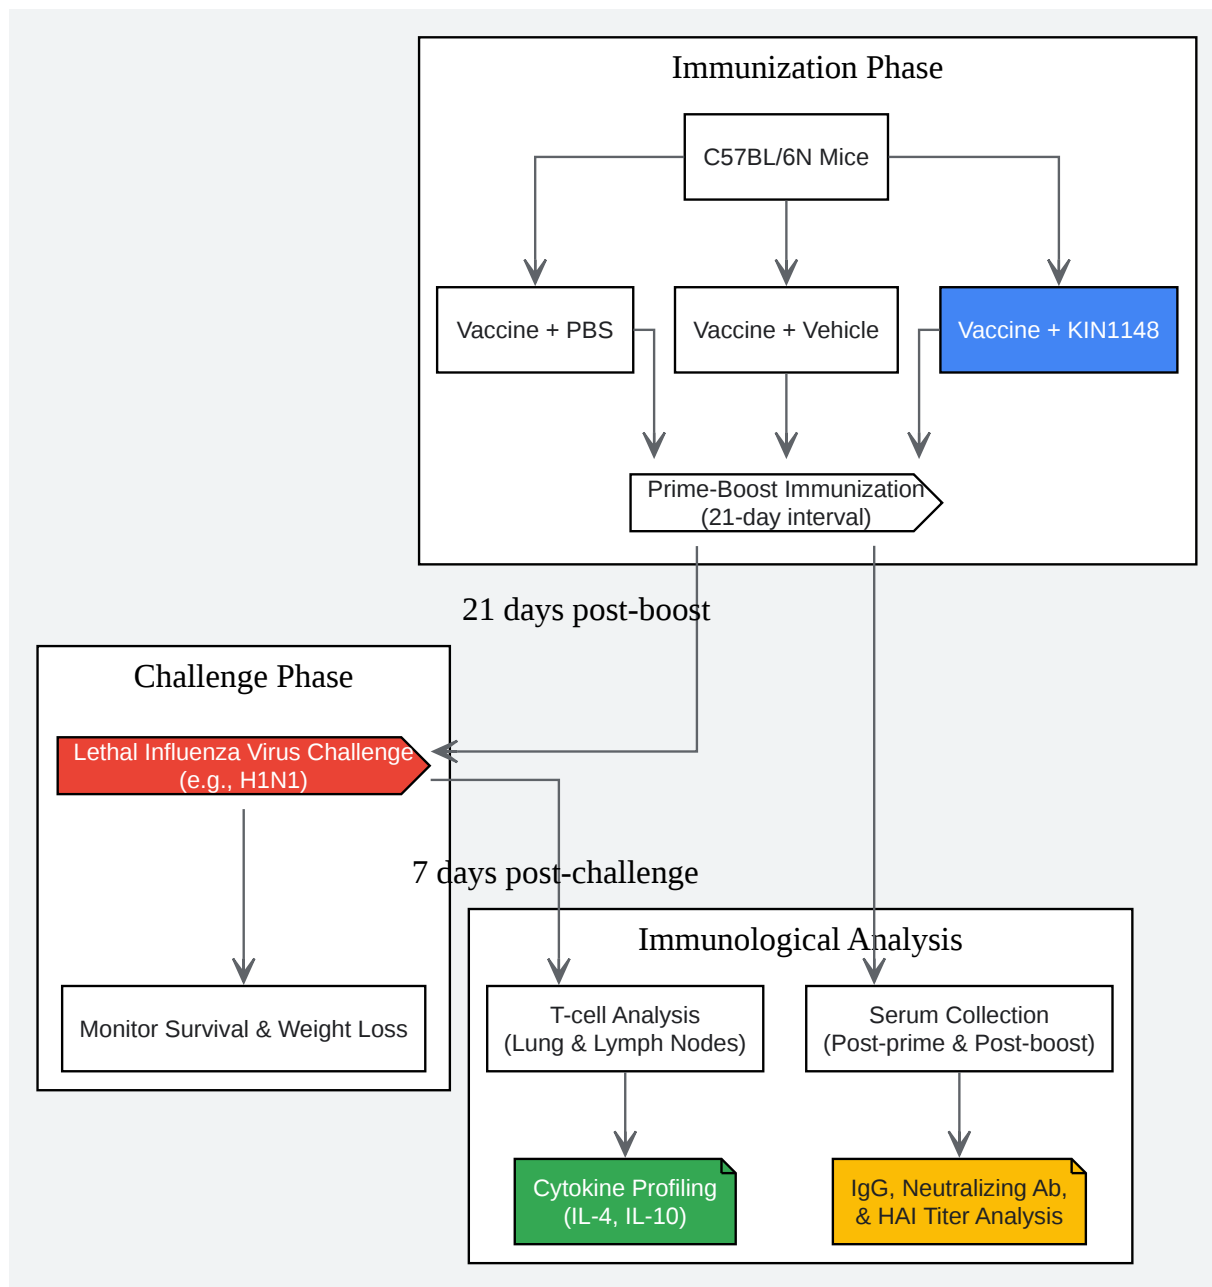 Immunization Phase
C57BL/6N Mice
Vaccine + PBS
Vaccine + Vehicle
Vaccine + KIN1148
Prime-Boost Immunization
(21-day interval)
21 days post-boost
Challenge Phase
Lethal Influenza Virus Challenge
(e.g., H1N1)
7 days post-challenge
Monitor Survival & Weight Loss
Immunological Analysis
T-cell Analysis
(Lung & Lymph Nodes)
Serum Collection
(Post-prime & Post-boost)
Cytokine Profiling
(IL-4, IL-10)
IgG, Neutralizing Ab,
& HAI Titer Analysis